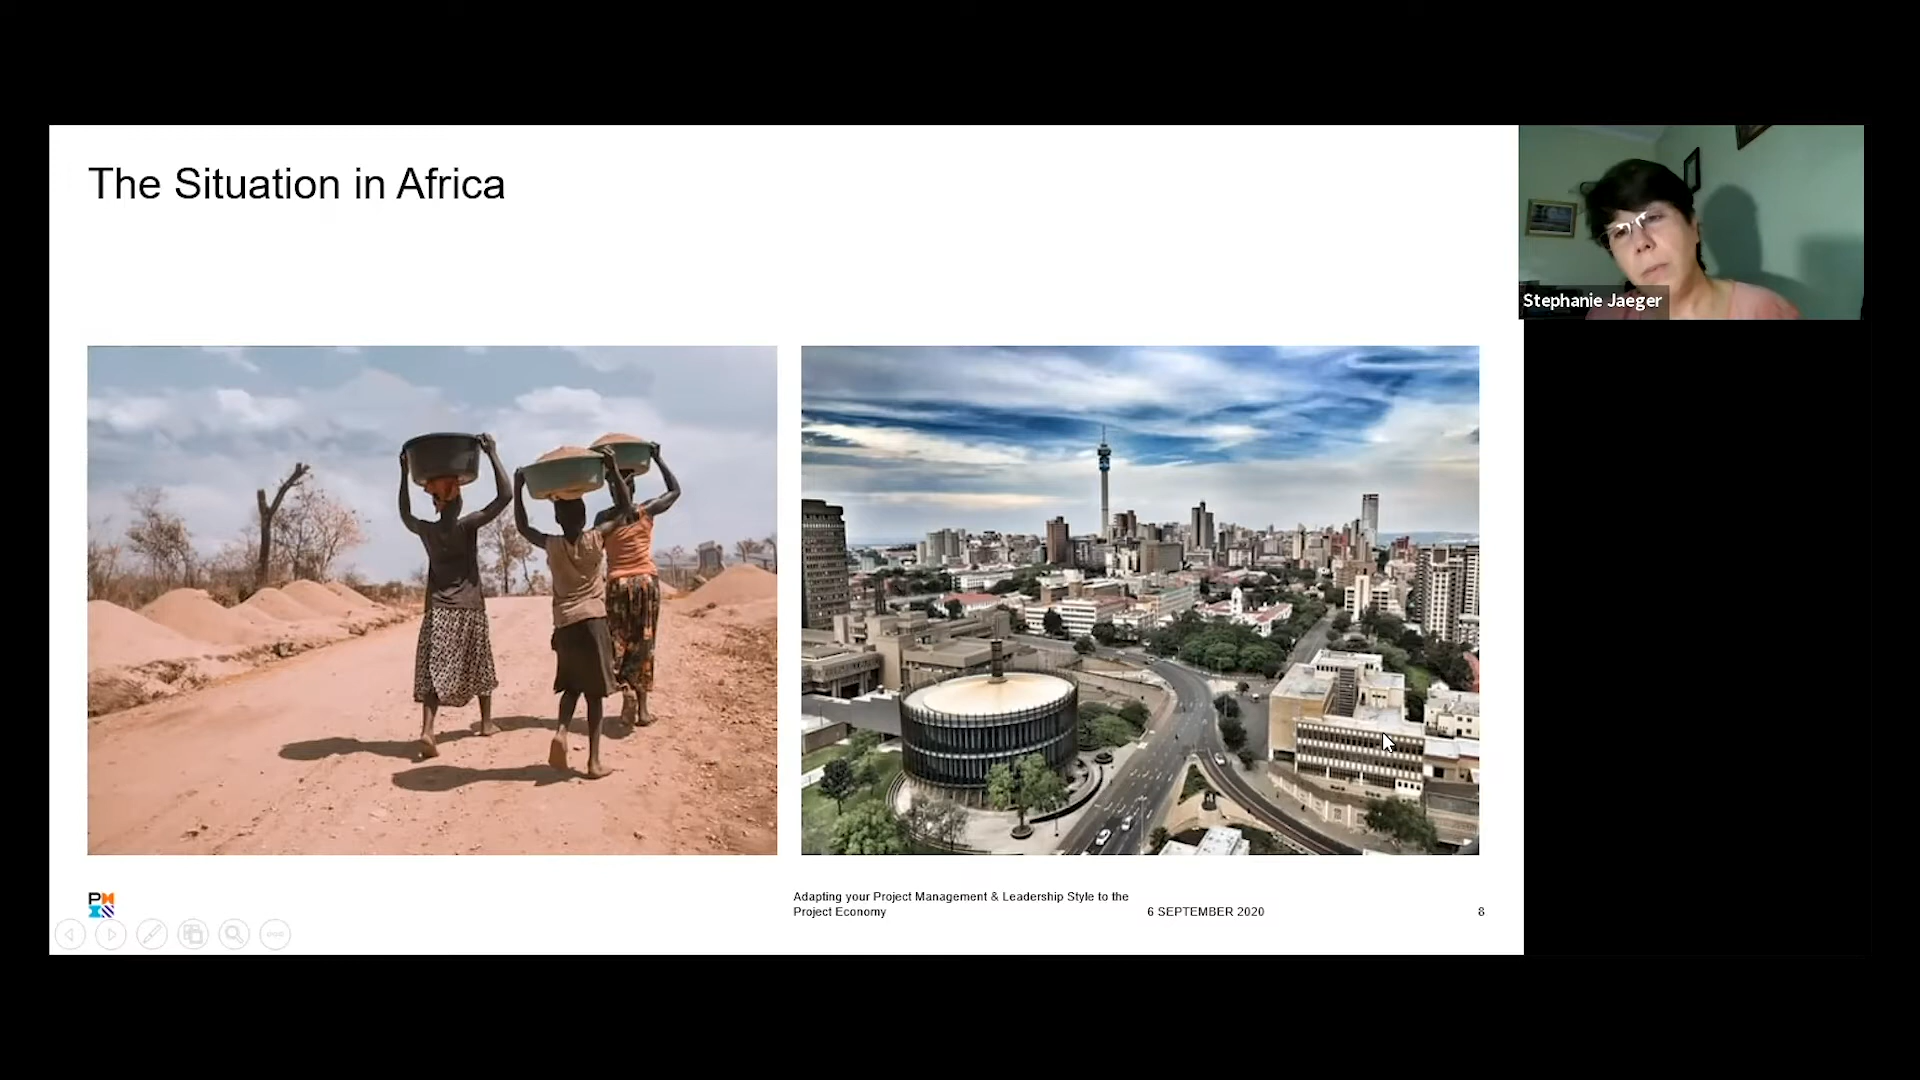 The Situation in Africa
Stephanie Jaeger
Adapting your Project Management & Leadership Style to the
Project Economy
6 SEPTEMBER 2020
8